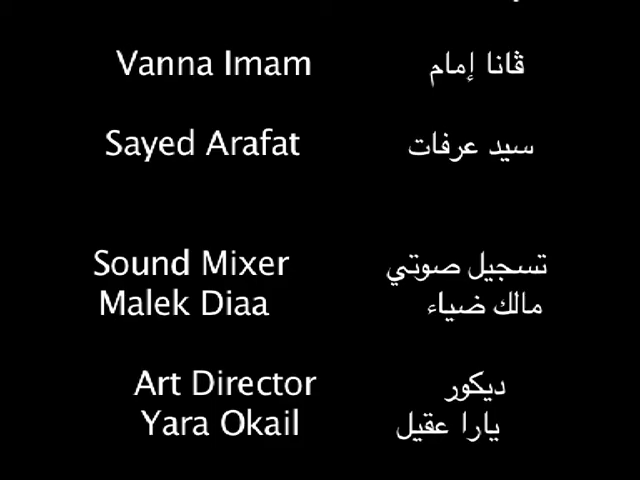 Vanna Imam ڤانا إمام
Sayed Arafat سيد عرفات
Sound Mixer تسجيل صوتي
Malek Diaa مالك ضياء
Art Director ديكور
Yara Okail يارا عقيل